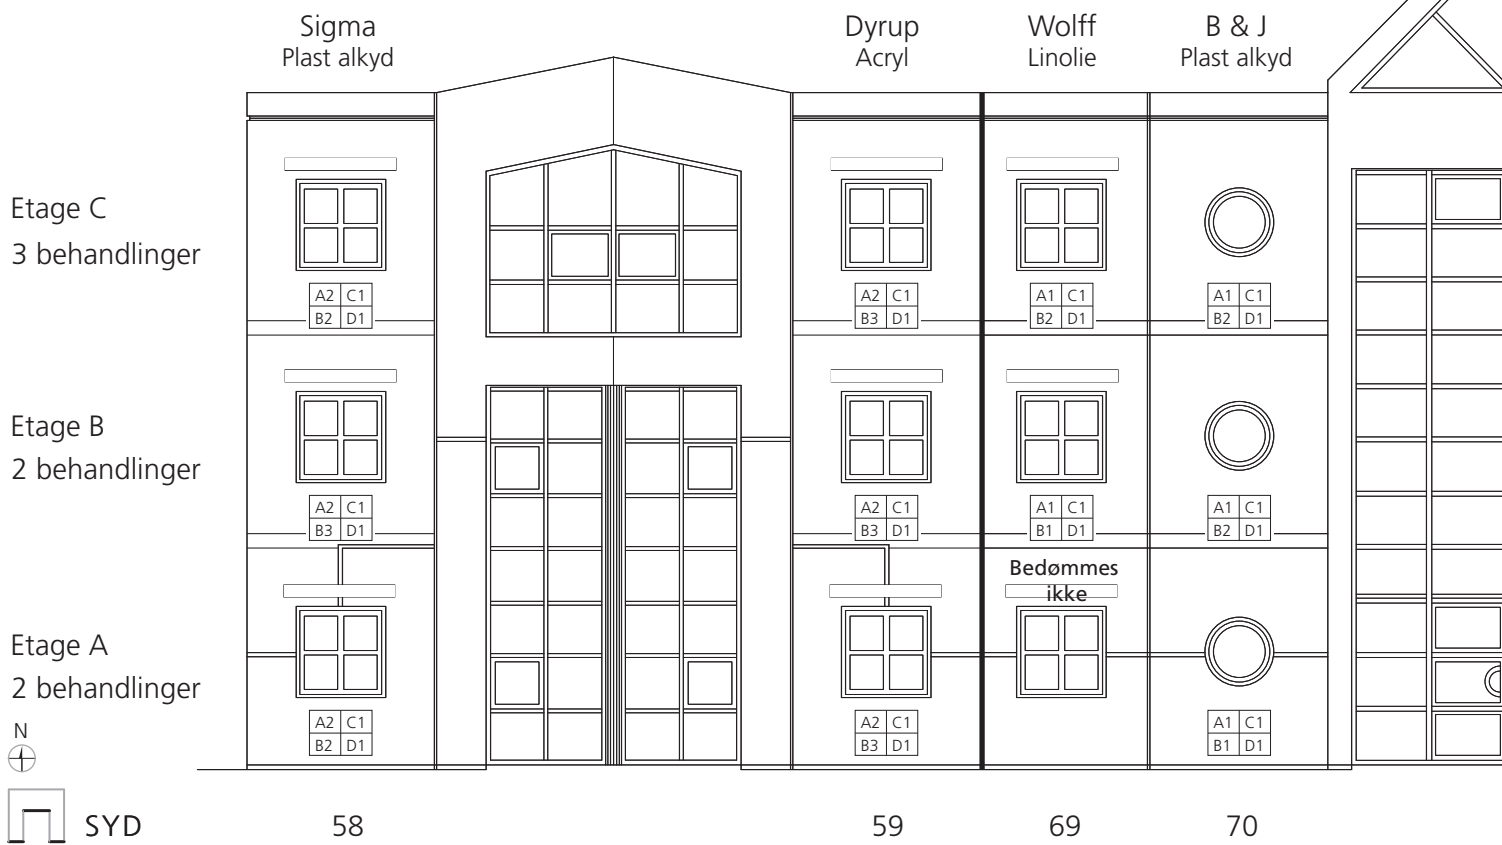 Sigma
Plast alkyd
Dyrup
Acryl
Wolff
Linolie
B & J
Plast alkyd
Etage C
3 behandlinger
A2 C1
B2 D1
A2 C1
B3 D1
A1 C1
B2 D1
A1 C1
B2 D1
Etage B
2 behandlinger
A2 C1
B3 D1
A2 C1
B3 D1
A1 C1
B1 D1
A1 C1
B2 D1
Etage A
2 behandlinger
Bedømmes
ikke
A2 C1
B2 D1
A2 C1
B3 D1
A1 C1
B1 D1
N
SYD
58
59
69
70